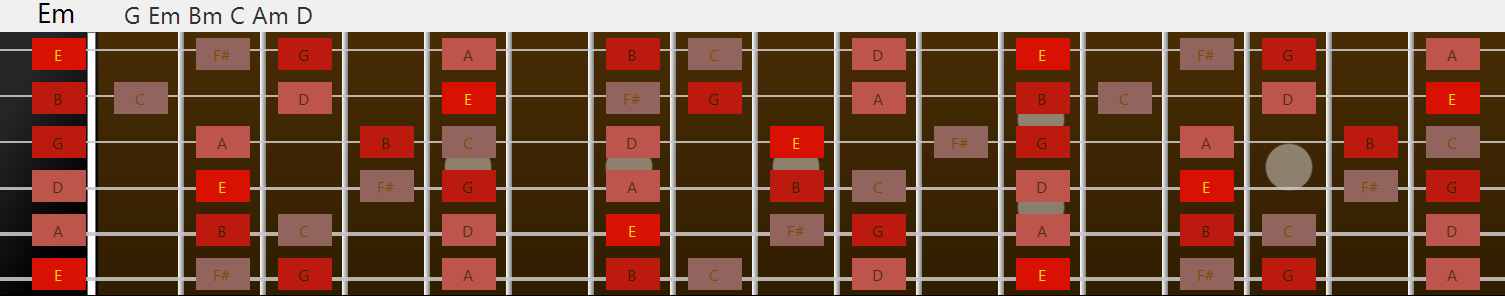 Em G Em Bm C Am D
E F# G A B C D E F# G A
B C D E F# G A B C D E
G A B C D E F# G A B C
D E F# G A B C D E F# G
A B C D E F# G A B C D
E F# G A B C D E F# G A